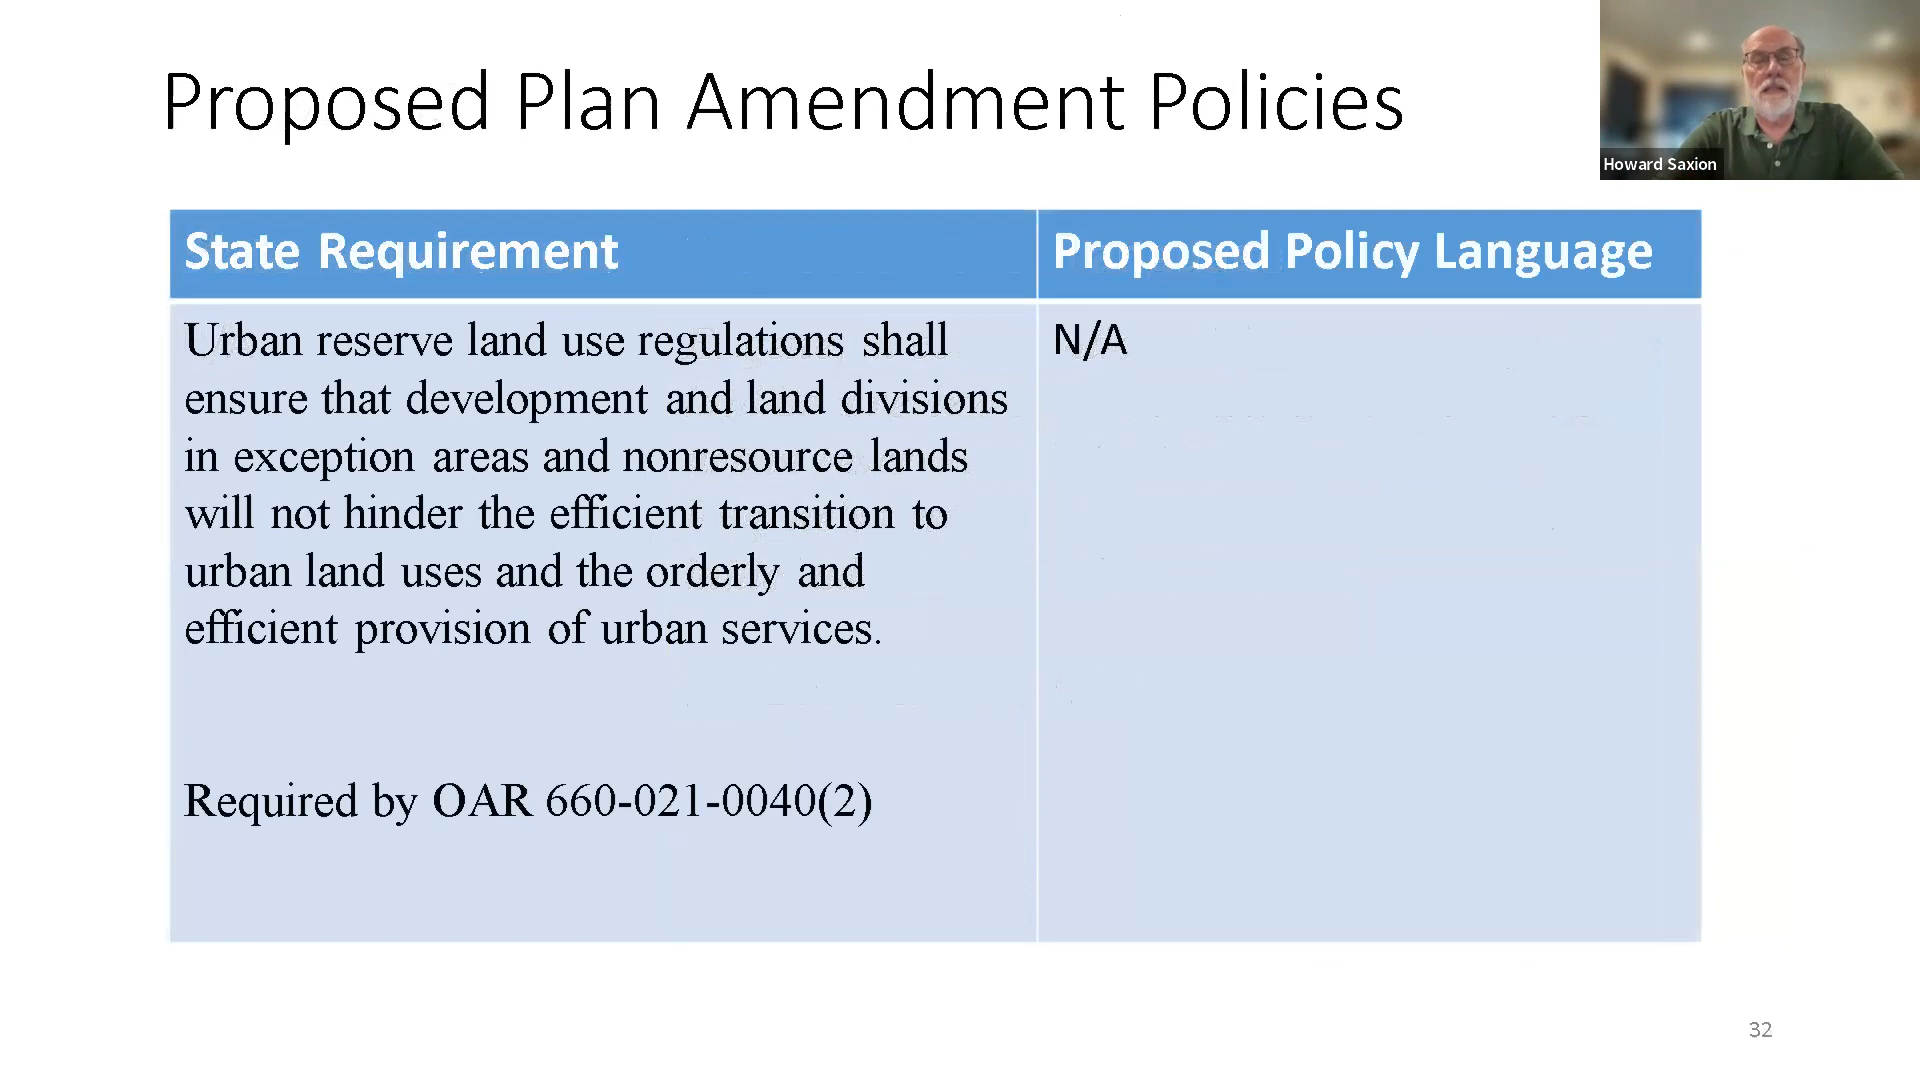 Proposed Plan Amendment Policies
Howard Saxion
State Requirement
Proposed Policy Language
Urban reserve land use regulations shall
ensure that development and land divisions
in exception areas and nonresource lands
will not hinder the efficient transition to
urban land uses and the orderly and
efficient provision of urban services.
Required by OAR 660-021-0040(2)
N/A
32